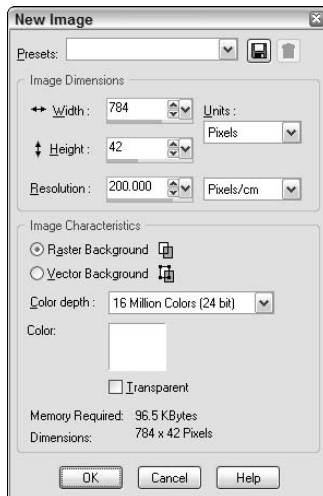 New Image
Presets:
Image Dimensions
Width : 784 Units :
Pixels
Height : 42
Resolution : 200.000 Pixels/cm
Image Characteristics
Raster Background
Vector Background
Color depth : 16 Million Colors (24 bit)
Color:
Transparent
Memory Required: 96.5 KBytes
Dimensions: 784 x 42 Pixels
OK Cancel Help